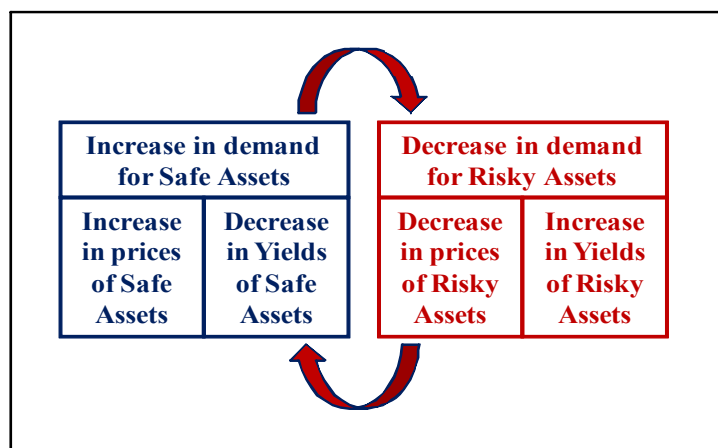 Increase in demand
for Safe Assets
Increase
in prices
of Safe
Assets
Decrease
in Yields
of Safe
Assets
Decrease in demand
for Risky Assets
Decrease
in prices
of Risky
Assets
Increase
in Yields
of Risky
Assets